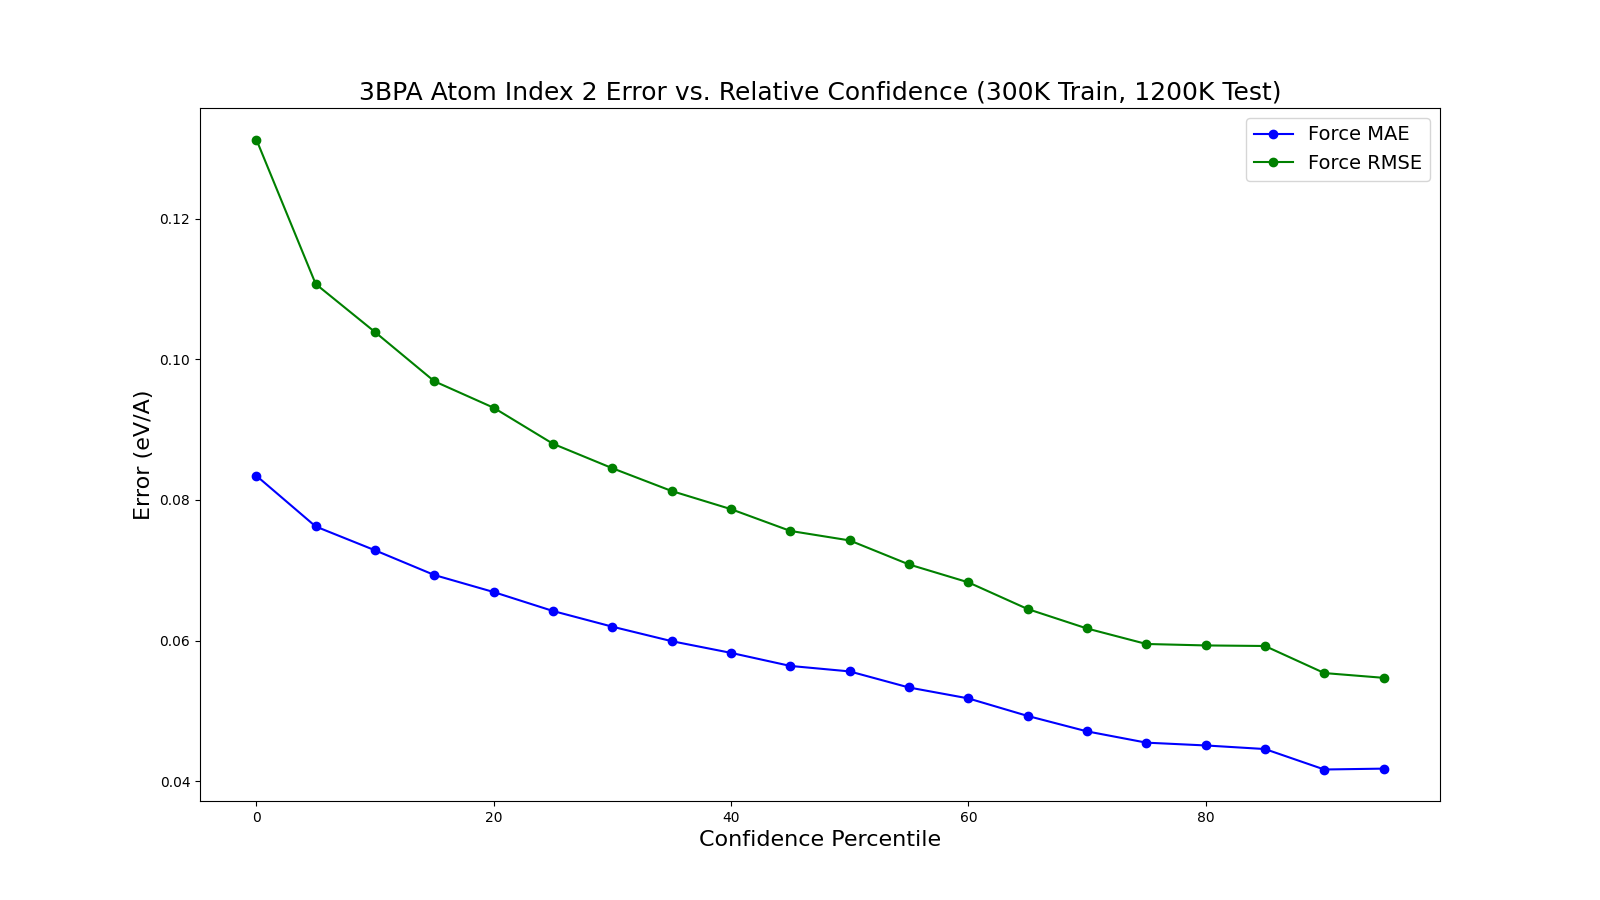 3BPA Atom Index 2 Error vs. Relative Confidence (300K Train, 1200K Test)
Force MAE
Force RMSE
0.12
0.10
0.08
0.06
0.04
Error (eV/A)
0
20
40
60
80
Confidence Percentile